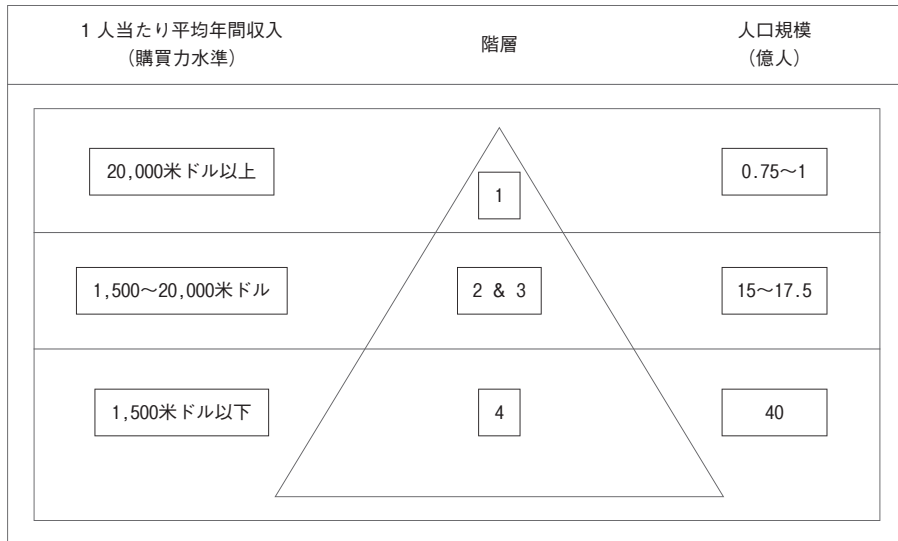 1 人当たり平均年間収入
（購買力水準）
階層
人口規模
（億人）
20,000米ドル以上
1
0.75〜1
1,500〜20,000米ドル
2 & 3
15〜17.5
1,500米ドル以下
4
40